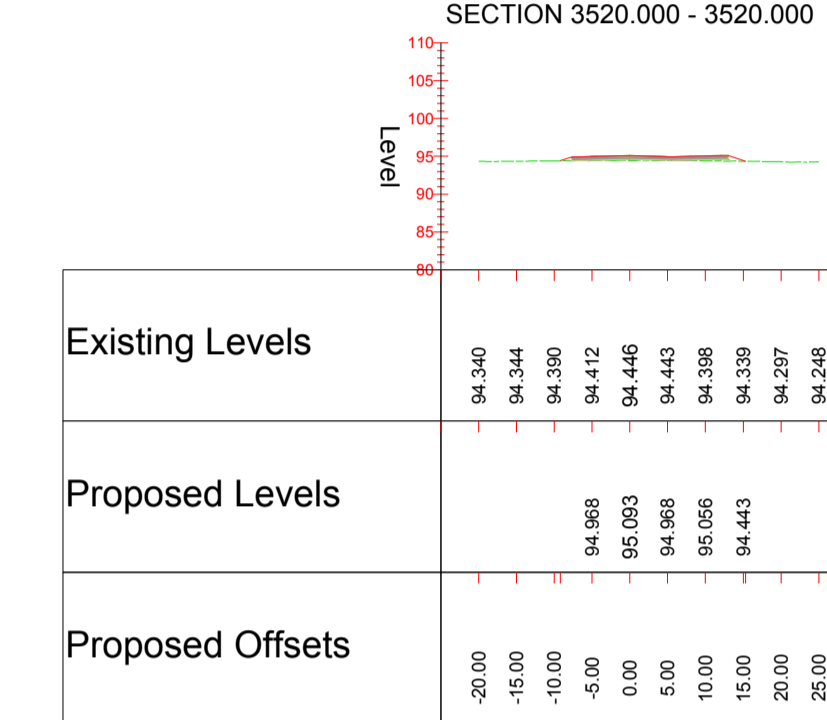 SECTION 3520.000 - 3520.000
110
105
100
95
90
85
80
Level
Existing Levels
94.340 94.344 94.390 94.412 94.446 94.443 94.398 94.339 94.297 94.248
Proposed Levels
94.968 95.093 94.968 95.056 94.443
Proposed Offsets
-20.00 -15.00 -10.00 -5.00 0.00 5.00 10.00 15.00 20.00 25.00